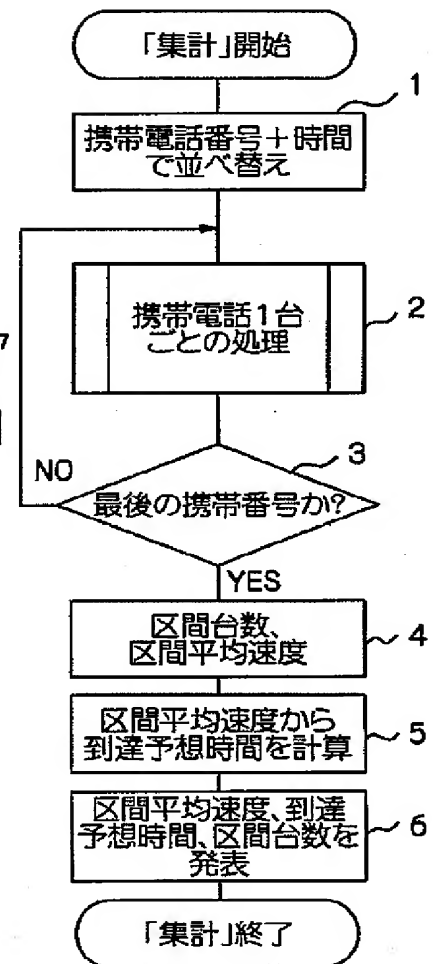 「集計」開始
1
携帯電話番号+時間
で並べ替え
携帯電話1台
ごとの処理
2
7
3
NO
最後の携帯番号か?
YES
区間台数、
区間平均速度
4
区間平均速度から
到達予想時間を計算
5
区間平均速度、到達
予想時間、区間台数を
発表
6
「集計」終了